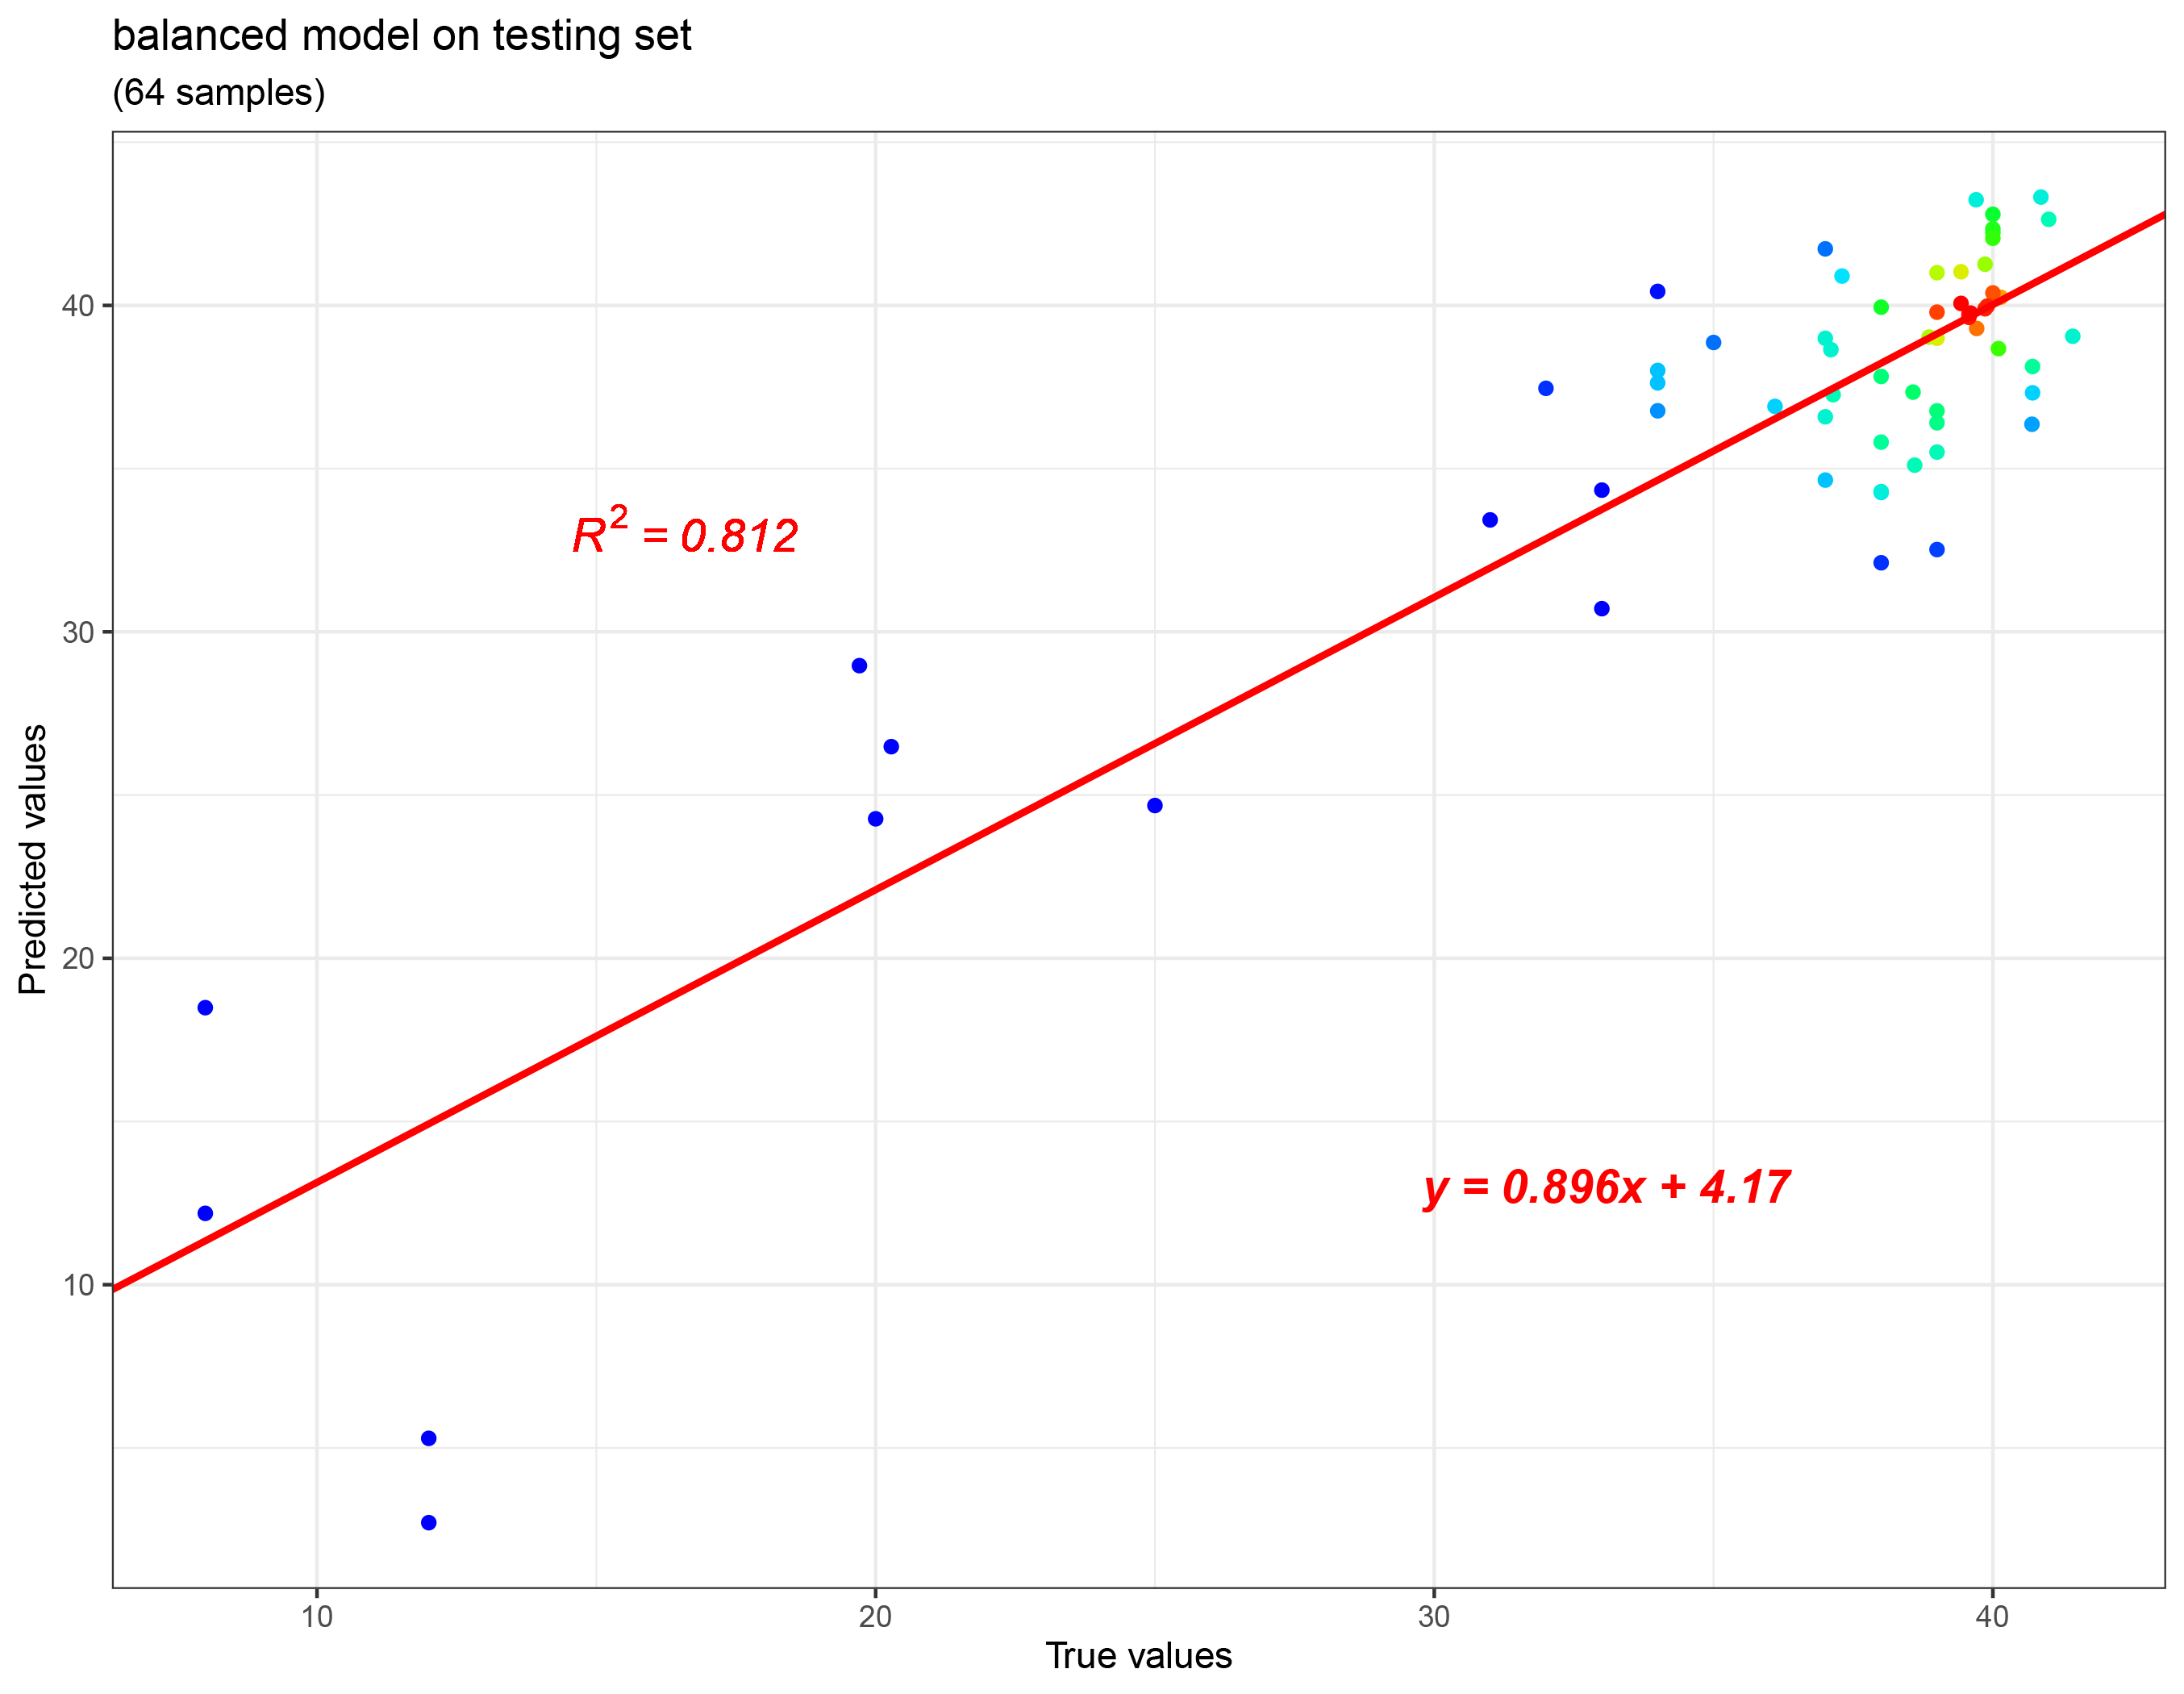 balanced model on testing set
(64 samples)
Predicted values
40
30
20
10
R² = 0.812
y = 0.896x + 4.17
10 20 30 40
True values